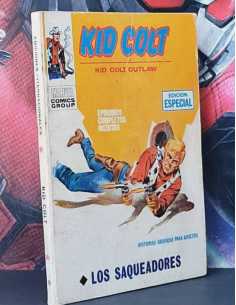 KID COLT
KID COLT OUTLAW
COMICS
GROUP
EDICION
ESPECIAL
EPISODIOS
COMPLETOS
INEDITOS
HISTORIAS GRAFICAS PARA ADULTOS
LOS SAQUEADORES
KID COLT